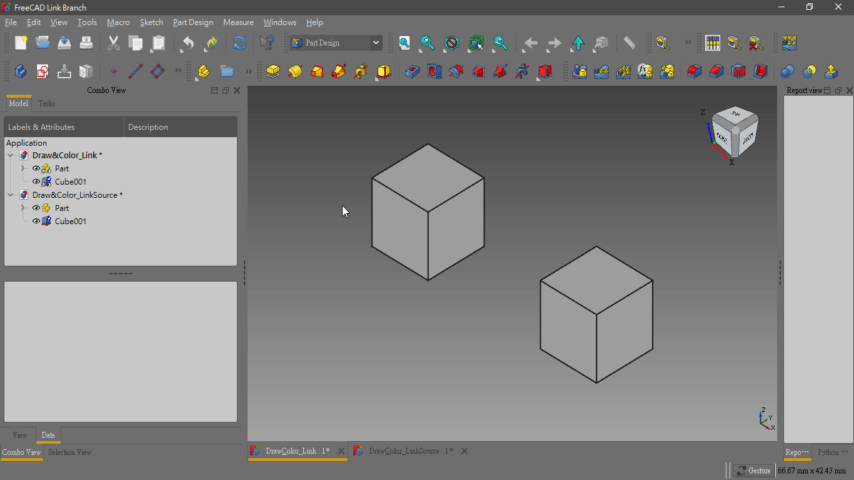 FreeCAD Link Branch
File Edit View Tools Macro Sketch Part Design Measure Windows Help
Part Design
Combo View
Report view
Model Tasks
Labels & Attributes Description
Application
Draw&Color_Link *
Part
Cube001
Draw&Color_LinkSource *
Part
Cube001
Z
X
Z
Y
X
View Data
Combo View Selection View
DrawColor_Link : 1* DrawColor_LinkSource : 1*
Repo··· Python ···
Gesture 66.67 mm x 42.43 mm